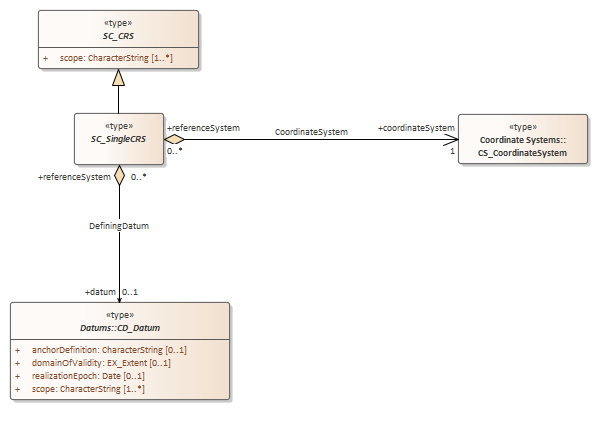 «type»
SC_CRS
+ scope: CharacterString [1..*]
«type»
SC_SingleCRS
+referenceSystem
0..*
CoordinateSystem
+coordinateSystem
1
«type»
Coordinate Systems::
CS_CoordinateSystem
+referenceSystem 0..*
DefiningDatum
+datum 0..1
«type»
Datums::CD_Datum
+ anchorDefinition: CharacterString [0..1]
+ domainOfValidity: EX_Extent [0..1]
+ realizationEpoch: Date [0..1]
+ scope: CharacterString [1..*]